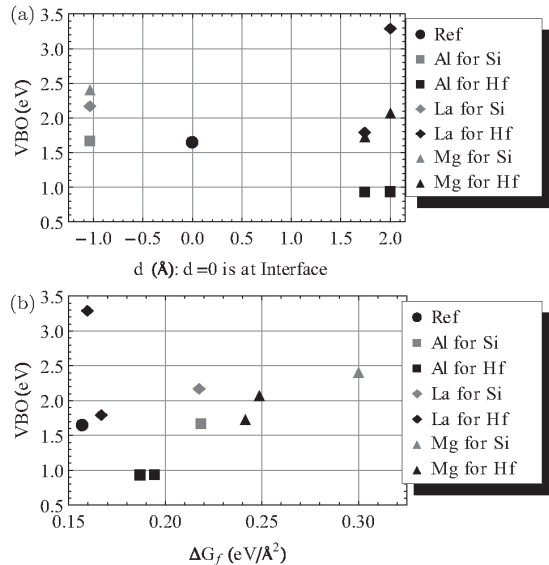 (a)
3.5
3.0
2.5
2.0
1.5
1.0
0.5
VBO (eV)
−1.0 −0.5 0.0 0.5 1.0 1.5 2.0
d (Å): d=0 is at Interface
Ref
Al for Si
Al for Hf
La for Si
La for Hf
Mg for Si
Mg for Hf
(b)
3.5
3.0
2.5
2.0
1.5
1.0
0.5
VBO (eV)
0.15 0.20 0.25 0.30
ΔG_f (eV/Å²)
Ref
Al for Si
Al for Hf
La for Si
La for Hf
Mg for Si
Mg for Hf